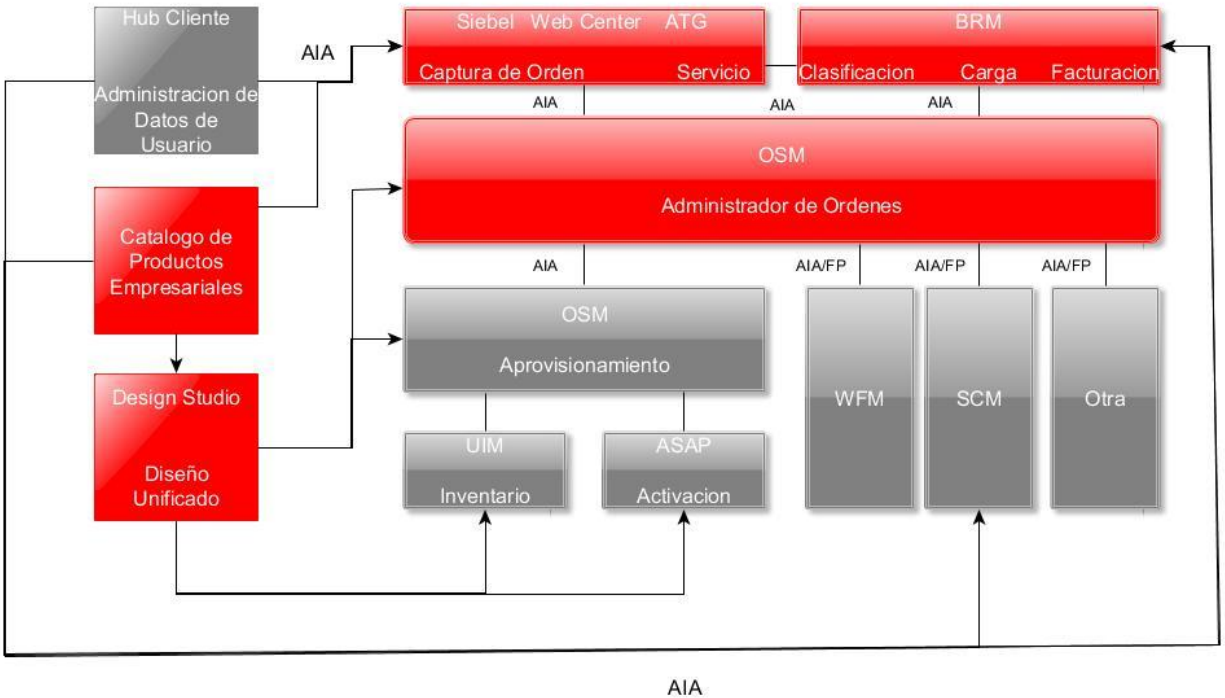 Hub Cliente
Administracion de
Datos de
Usuario
AIA
Siebel Web Center ATG
Captura de Orden Servicio
BRM
Clasificacion Carga Facturacion
AIA
AIA
AIA
OSM
Administrador de Ordenes
Catalogo de
Productos
Empresariales
AIA
AIA/FP
AIA/FP
AIA/FP
OSM
Aprovisionamiento
WFM
SCM
Otra
Design Studio
Diseño
Unificado
UIM
Inventario
ASAP
Activacion
AIA